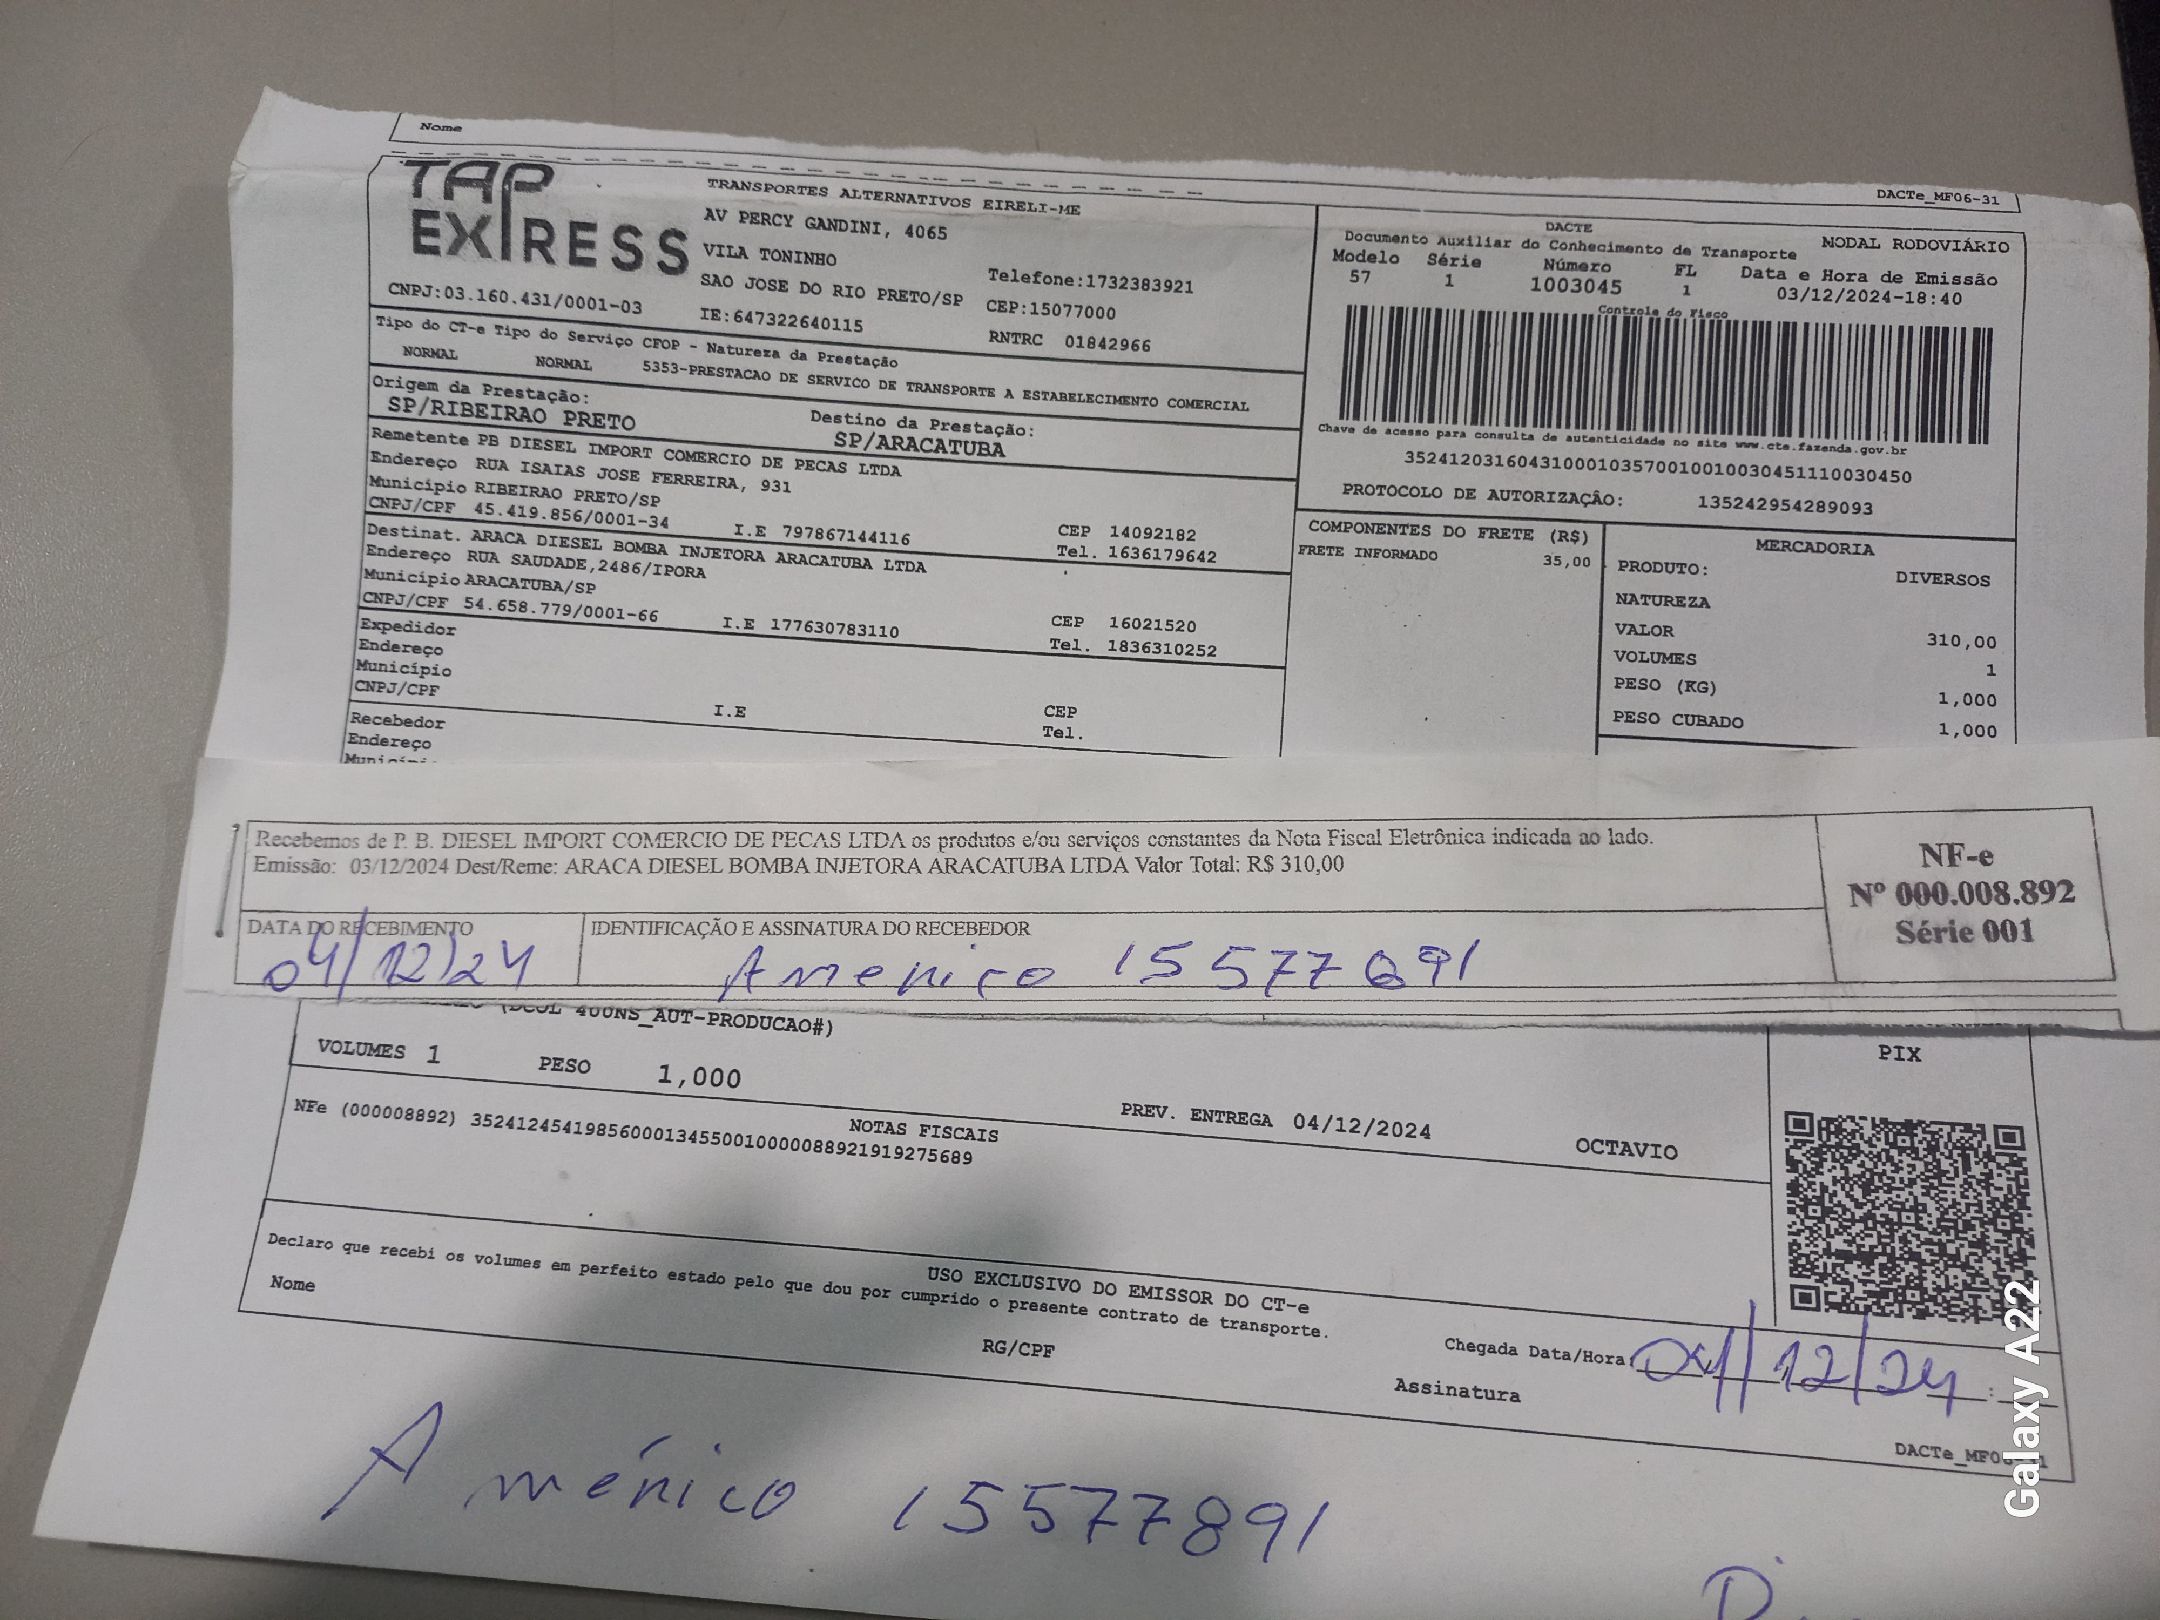 Nome
DACTe_MF06-31
TAP EXPRESS
TRANSPORTES ALTERNATIVOS EIRELI-ME
AV PERCY GANDINI, 4065
VILA TONINHO
SAO JOSE DO RIO PRETO/SP
Telefone:1732383921
CEP:15077000
CNPJ:03.160.431/0001-03
IE:647322640115
RNTRC 01842966
DACTE
Documento Auxiliar do Conhecimento de Transporte
MODAL RODOVIÁRIO
Modelo Série Número FL Data e Hora de Emissão
57 1 1003045 1 03/12/2024-18:40
Controle do Fisco
Chave de acesso para consulta de autenticidade no site www.cte.fazenda.gov.br
35241203160431000103570010010030451110030450
PROTOCOLO DE AUTORIZAÇÂO: 135242954289093
Tipo do CT-e Tipo do Serviço CFOP - Natureza da Prestação
NORMAL NORMAL 5353-PRESTACAO DE SERVICO DE TRANSPORTE A ESTABELECIMENTO COMERCIAL
Origem da Prestação: Destino da Prestação:
SP/RIBEIRAO PRETO SP/ARACATUBA
Remetente PB DIESEL IMPORT COMERCIO DE PECAS LTDA
Endereço RUA ISAIAS JOSE FERREIRA, 931
Município RIBEIRAO PRETO/SP CEP 14092182
CNPJ/CPF 45.419.856/0001-34 I.E 797867144116 Tel. 1636179642
Destinat. ARACA DIESEL BOMBA INJETORA ARACATUBA LTDA
Endereço RUA SAUDADE,2486/IPORA
Município ARACATUBA/SP CEP 16021520
CNPJ/CPF 54.658.779/0001-66 I.E 177630783110 Tel. 1836310252
Expedidor
Endereço
Município CEP
CNPJ/CPF I.E Tel.
Recebedor
Endereço
COMPONENTES DO FRETE (R$)
FRETE INFORMADO 35,00
MERCADORIA
PRODUTO: DIVERSOS
NATUREZA
VALOR 310,00
VOLUMES 1
PESO (KG) 1,000
PESO CUBADO 1,000
Recebemos de P. B. DIESEL IMPORT COMERCIO DE PECAS LTDA os produtos e/ou serviços constantes da Nota Fiscal Eletrônica indicada ao lado.
Emissão: 03/12/2024 Dest/Reme: ARACA DIESEL BOMBA INJETORA ARACATUBA LTDA Valor Total: R$ 310,00
NF-e
Nº 000.008.892
Série 001
DATA DO RECEBIMENTO IDENTIFICAÇÃO E ASSINATURA DO RECEBEDOR
04/12/24 Americo 15577891
400NS_AUT-PRODUCAO#)
VOLUMES 1 PESO 1,000
PREV. ENTREGA 04/12/2024 OCTAVIO
PIX
NOTAS FISCAIS
NFe (000008892) 35241245419856000134550010000088921919275689
USO EXCLUSIVO DO EMISSOR DO CT-e
Declaro que recebi os volumes em perfeito estado pelo que dou por cumprido o presente contrato de transporte.
Nome RG/CPF
Chegada Data/Hora: 04/12/24
Assinatura
Américo 15577891
Galaxy A22